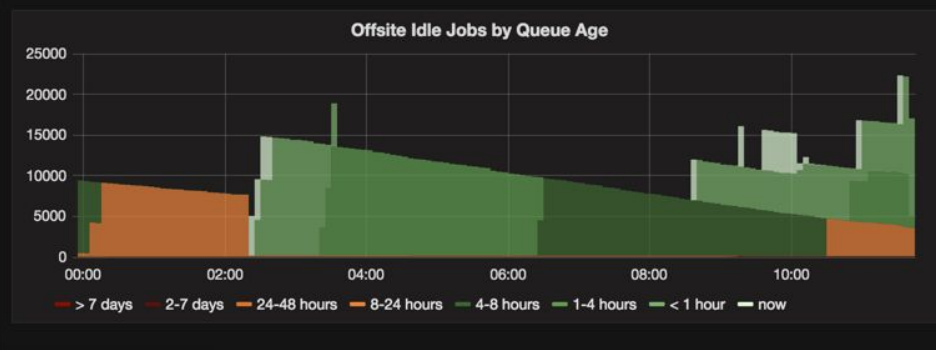 Offsite Idle Jobs by Queue Age
25000
20000
15000
10000
5000
0
00:00 02:00 04:00 06:00 08:00 10:00
> 7 days 2-7 days 24-48 hours 8-24 hours 4-8 hours 1-4 hours < 1 hour now